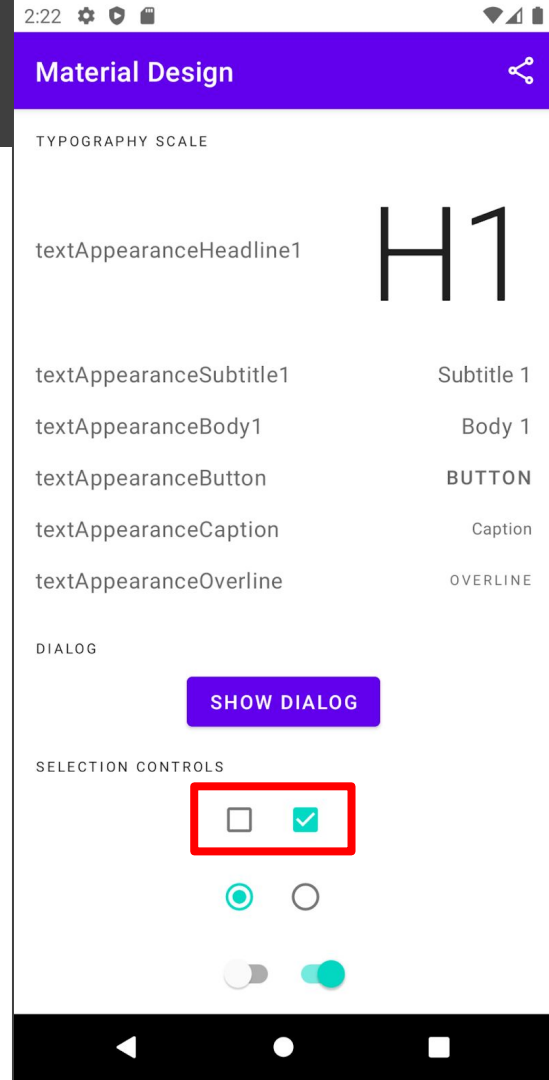 2:22
Material Design
TYPOGRAPHY SCALE
textAppearanceHeadline1 H1
textAppearanceSubtitle1 Subtitle 1
textAppearanceBody1 Body 1
textAppearanceButton BUTTON
textAppearanceCaption Caption
textAppearanceOverline OVERLINE
DIALOG
SHOW DIALOG
SELECTION CONTROLS